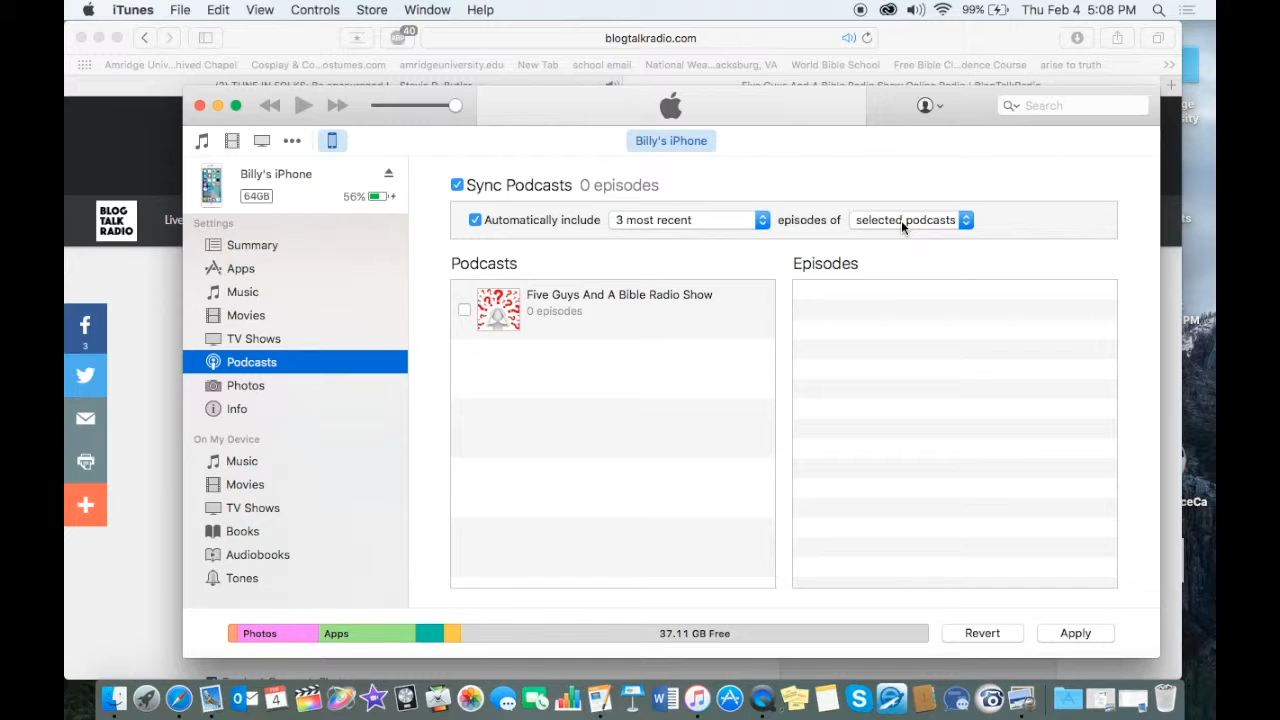 iTunes File Edit View Controls Store Window Help 99% Thu Feb 4 5:08 PM
40 blogtalkradio.com
Amridge Univ...hived Chapel Cosplay & Co...ostumes.com amridgeuniversity.edu school email New Tab National Wea...acksburg, VA World Bible School Free Bible Ci...dence Course arise to truth
Search
Billy's iPhone
Billy's iPhone
64GB 56%
BLOG TALK RADIO
Live
Sync Podcasts 0 episodes
Automatically include 3 most recent episodes of selected podcasts
Settings
Summary
Apps
Music
Movies
TV Shows
Podcasts
Photos
Info
On My Device
Music
Movies
TV Shows
Books
Audiobooks
Tones
Podcasts
Five Guys And A Bible Radio Show
0 episodes
Episodes
3
Photos Apps 37.11 GB Free Revert Apply